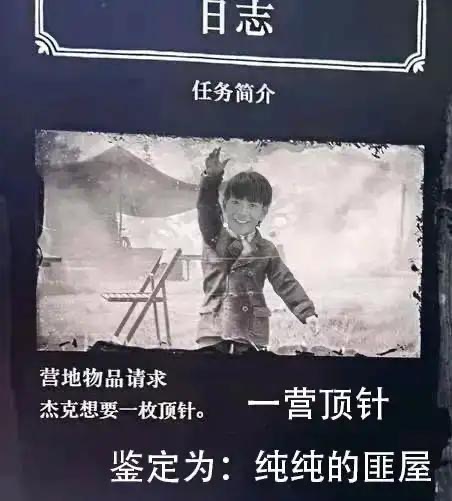 日志
任务简介
营地物品请求
杰克想要一枚顶针。
一营顶针
鉴定为：纯纯的匪屋